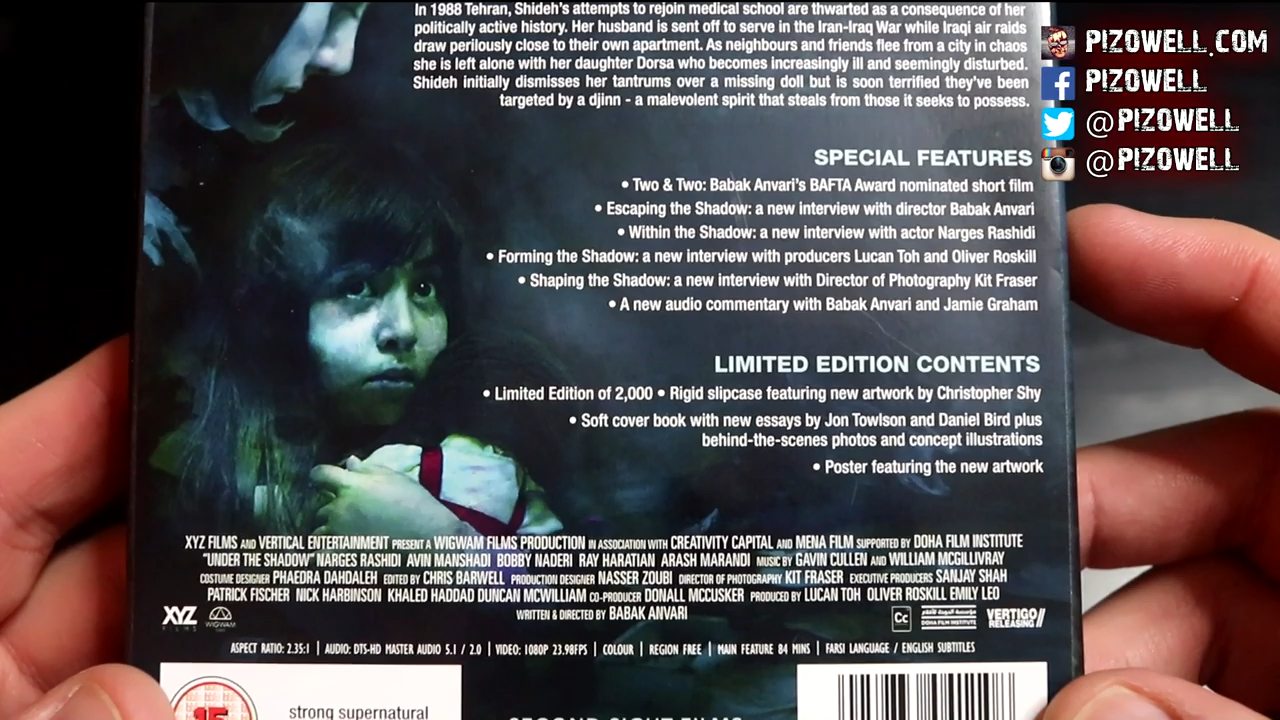 In 1988 Tehran, Shideh's attempts to rejoin medical school are thwarted as a consequence of her
politically active history. Her husband is sent off to serve in the Iran-Iraq War while Iraqi air raids
draw perilously close to their own apartment. As neighbours and friends flee from a city in chaos
she is left alone with her daughter Dorsa who becomes increasingly ill and seemingly disturbed.
Shideh initially dismisses her tantrums over a missing doll but is soon terrified they've been
targeted by a djinn - a malevolent spirit that steals from those it seeks to possess.
PIZOWELL.COM
PIZOWELL
@PIZOWELL
@PIZOWELL
SPECIAL FEATURES
• Two & Two: Babak Anvari's BAFTA Award nominated short film
• Escaping the Shadow: a new interview with director Babak Anvari
• Within the Shadow: a new interview with actor Narges Rashidi
• Forming the Shadow: a new interview with producers Lucan Toh and Oliver Roskill
• Shaping the Shadow: a new interview with Director of Photography Kit Fraser
• A new audio commentary with Babak Anvari and Jamie Graham
LIMITED EDITION CONTENTS
• Limited Edition of 2,000 • Rigid slipcase featuring new artwork by Christopher Shy
• Soft cover book with new essays by Jon Towlson and Daniel Bird plus
behind-the-scenes photos and concept illustrations
• Poster featuring the new artwork
XYZ FILMS AND VERTICAL ENTERTAINMENT PRESENT A WIGWAM FILMS PRODUCTION IN ASSOCIATION WITH CREATIVITY CAPITAL AND MENA FILM SUPPORTED BY DOHA FILM INSTITUTE
"UNDER THE SHADOW" NARGES RASHIDI AVIN MANSHADI BOBBY NADERI RAY HARATIAN ARASH MARANDI MUSIC BY GAVIN CULLEN AND WILLIAM MCGILLIVRAY
COSTUME DESIGNER PHAEDRA DAHDALEH EDITED BY CHRIS BARWELL PRODUCTION DESIGNER NASSER ZOUBI DIRECTOR OF PHOTOGRAPHY KIT FRASER EXECUTIVE PRODUCERS SANJAY SHAH
PATRICK FISCHER NICK HARBINSON KHALED HADDAD DUNCAN MCWILLIAM CO-PRODUCER DONALL MCCUSKER PRODUCED BY LUCAN TOH OLIVER ROSKILL EMILY LEO
WRITTEN & DIRECTED BY BABAK ANVARI
XYZ
FILMS
WIGWAM
Cc
DOHA FILM INSTITUTE
VERTIGO
RELEASING
ASPECT RATIO: 2.35:1 | AUDIO: DTS-HD MASTER AUDIO 5.1 / 2.0 | VIDEO: 1080P 23.98FPS | COLOUR | REGION FREE | MAIN FEATURE 84 MINS | FARSI LANGUAGE / ENGLISH SUBTITLES
15
strong supernatural
SECOND SIGHT FILMS